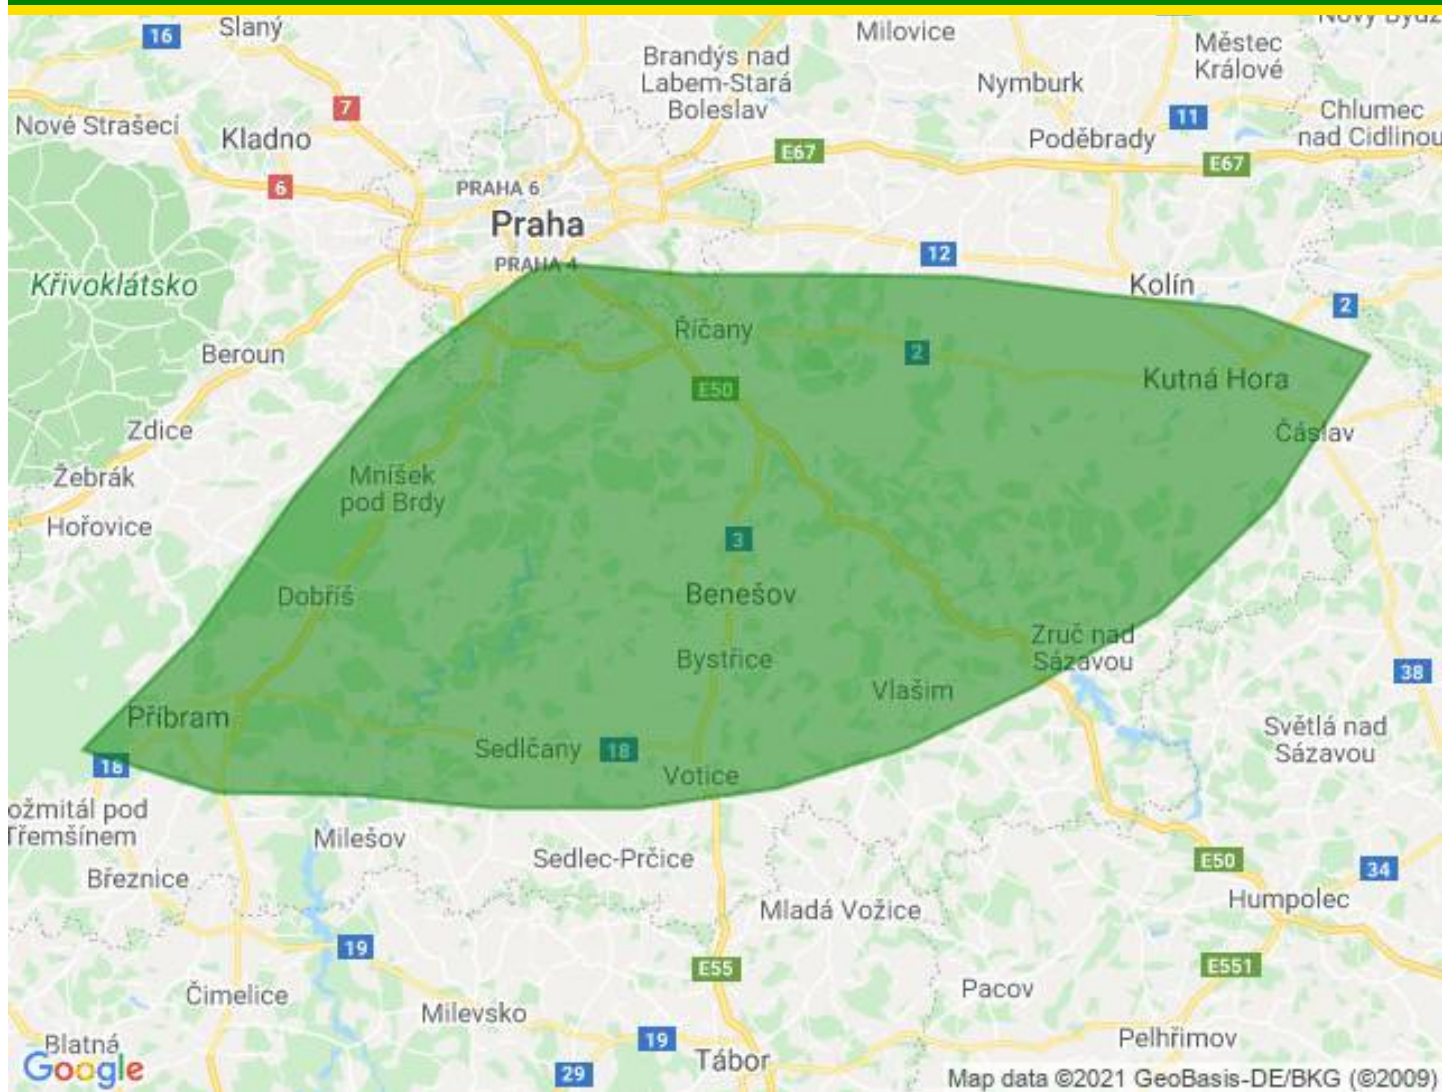 Slaný
16
Milovice
Městec
Králové
Brandýs nad
Labem-Stará
Boleslav
Nymburk
7
11
Chlumec
nad Cidlinou
Nové Strašecí
Kladno
Poděbrady
E67
E67
6
PRAHA 6
Praha
PRAHA 4
12
Křivoklátsko
Kolín
2
Říčany
2
Beroun
Kutná Hora
E50
Zdice
Čáslav
Žebrák
Mníšek
pod Brdy
Hořovice
3
Dobříš
Benešov
Zruč nad
Sázavou
Bystřice
38
Vlašim
Příbram
Světlá nad
Sázavou
Sedlčany
18
18
Votice
ožmitál pod
Třemšínem
Milešov
Sedlec-Prčice
E50
34
Březnice
Humpolec
Mladá Vožice
19
E55
E551
Čimelice
Pacov
Milevsko
Pelhřimov
Blatná
19
Tábor
Google
29
Map data ©2021 GeoBasis-DE/BKG (©2009)